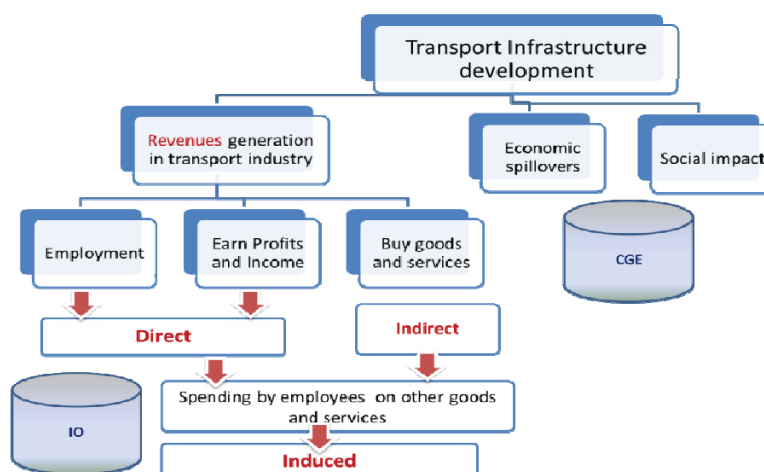 Transport Infrastructure
development
Revenues generation
in transport industry
Economic
spillovers
Social impact
Employment
Earn Profits
and Income
Buy goods
and services
CGE
Direct
Indirect
Spending by employees on other goods
and services
IO
Induced